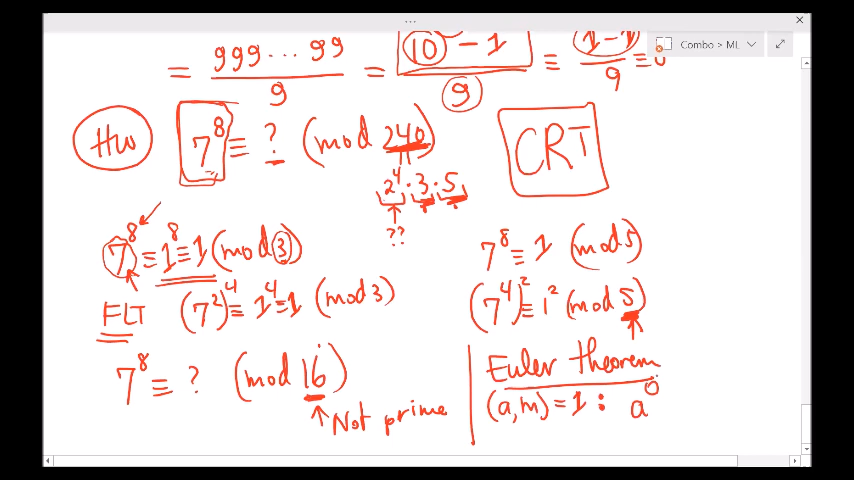 Combo > ML
= 999...99 / 9 = 10 - 1 / 9 ≡ 1-1 / 9 ≡ 0
HW 7^8 ≡ ? (mod 240) CRT
2^4 · 3 · 5
??
7^8 ≡ 1^8 ≡ 1 (mod 3) 7^8 ≡ 1 (mod 5)
FLT (7^2)^4 ≡ 1^4 ≡ 1 (mod 3) (7^4)^2 ≡ 1^2 (mod 5)
7^8 ≡ ? (mod 16) Euler theorem
Not prime (a,m) = 1 : a